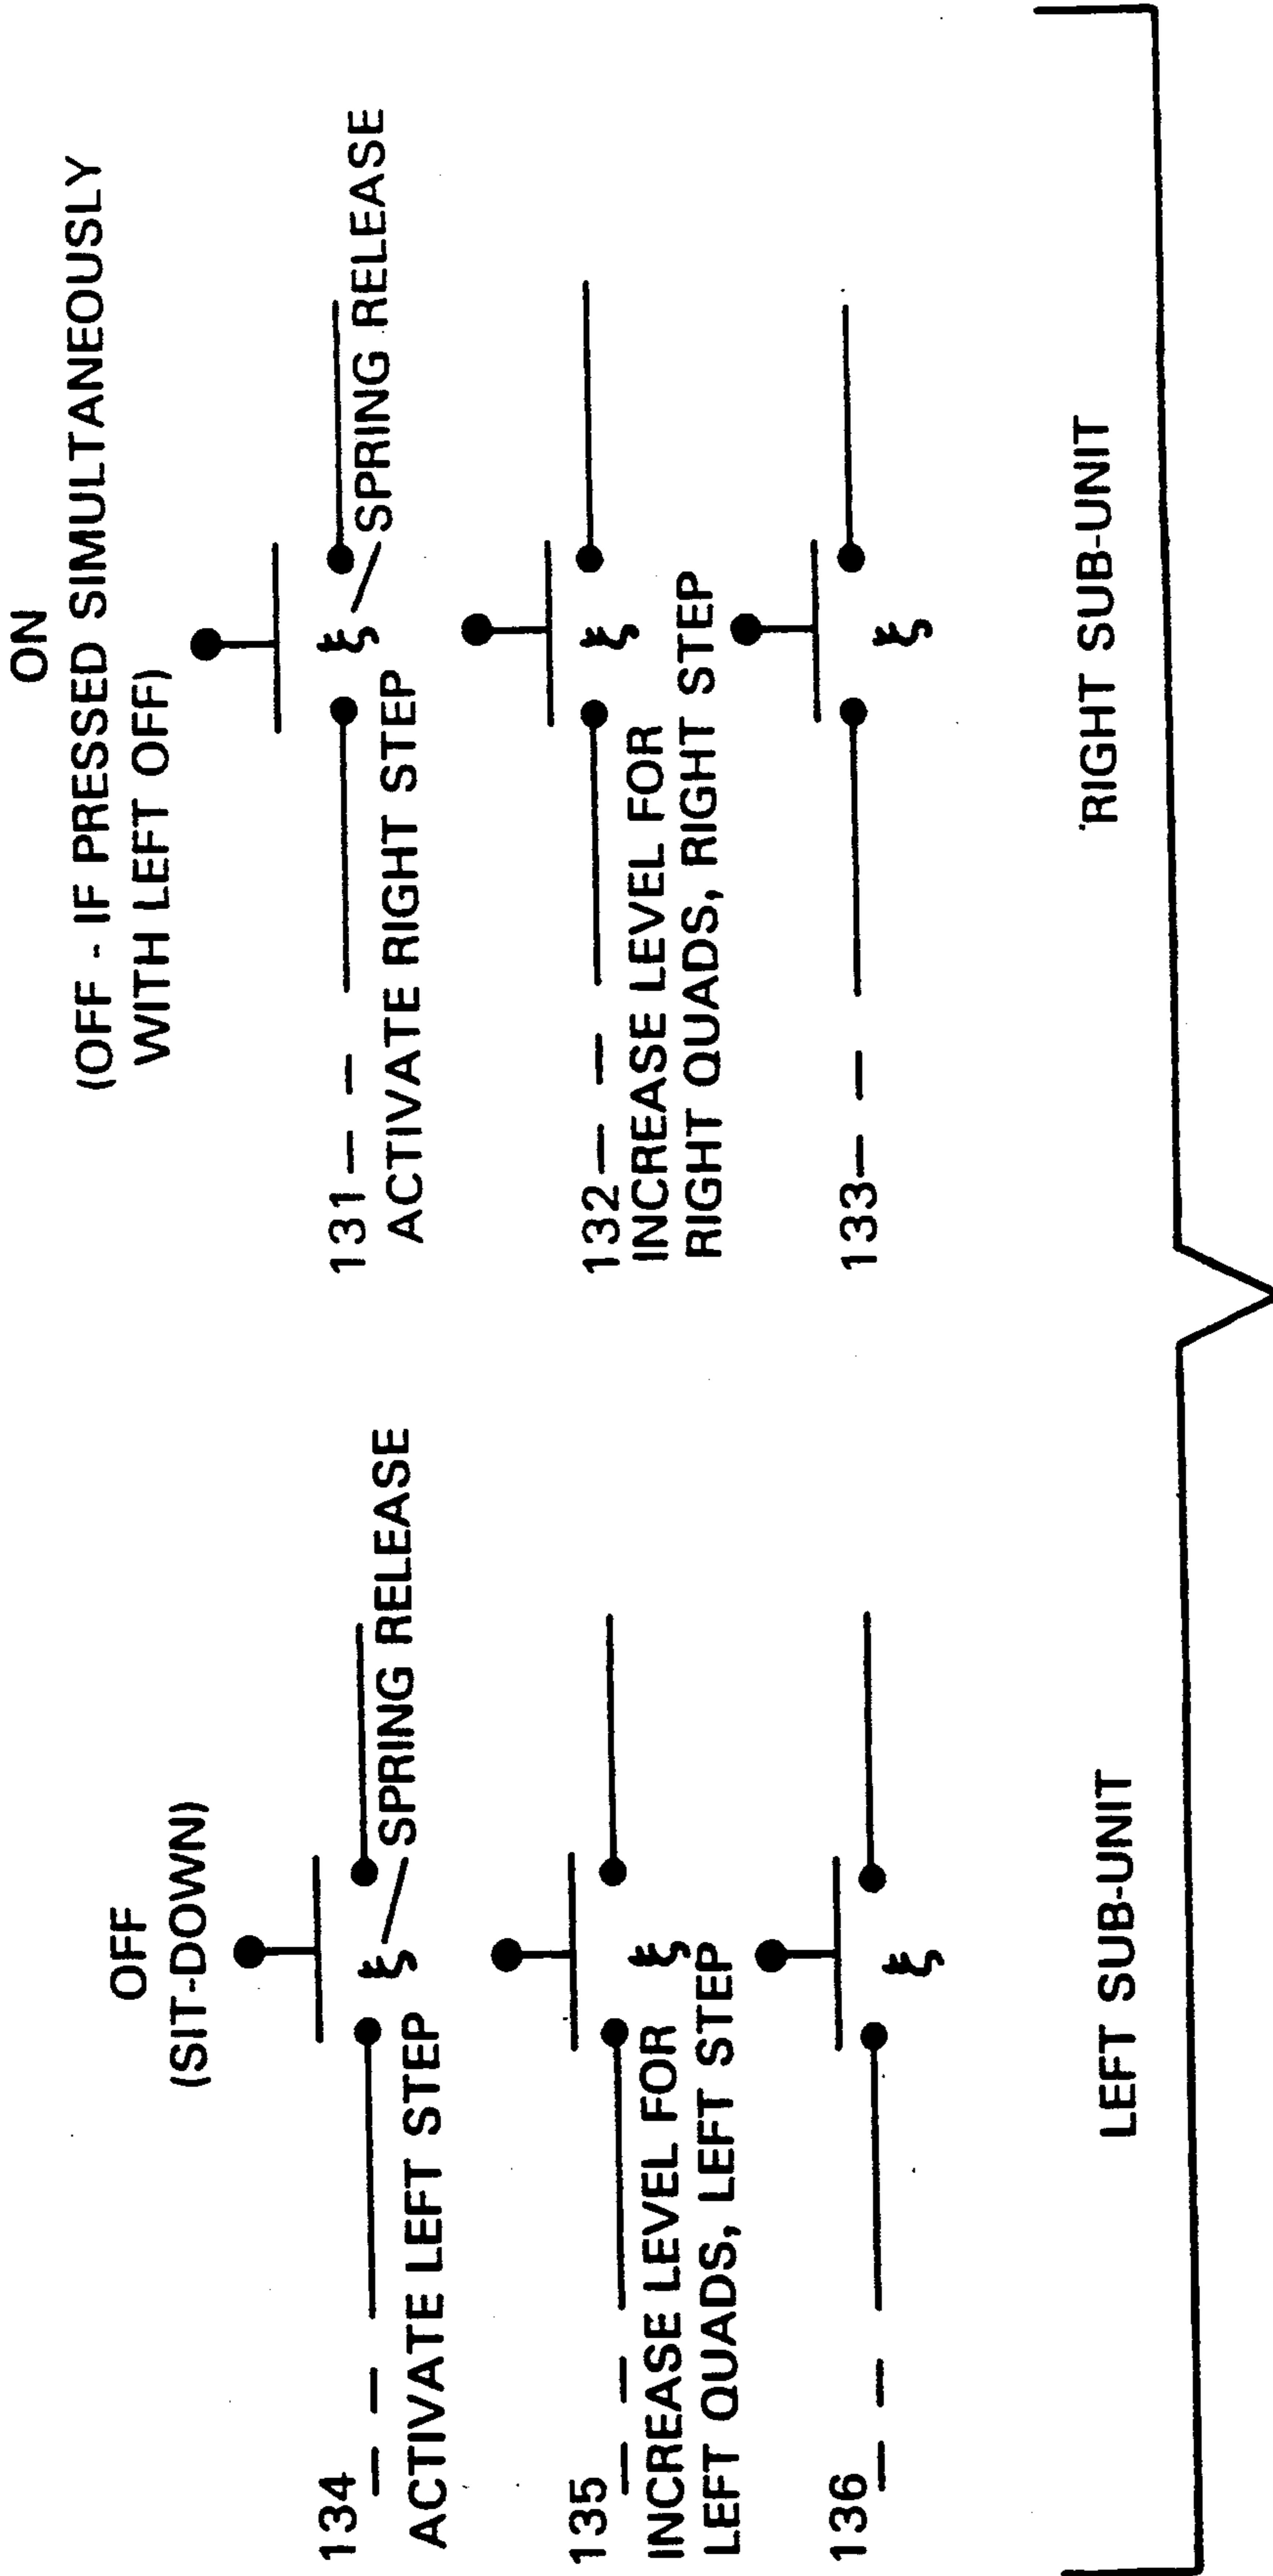 OFF
(SIT-DOWN)
134
SPRING RELEASE
ACTIVATE LEFT STEP
135
INCREASE LEVEL FOR
LEFT QUADS, LEFT STEP
136
LEFT SUB-UNIT
ON
(OFF - IF PRESSED SIMULTANEOUSLY
WITH LEFT OFF)
131
SPRING RELEASE
ACTIVATE RIGHT STEP
132
INCREASE LEVEL FOR
RIGHT QUADS, RIGHT STEP
133
RIGHT SUB-UNIT